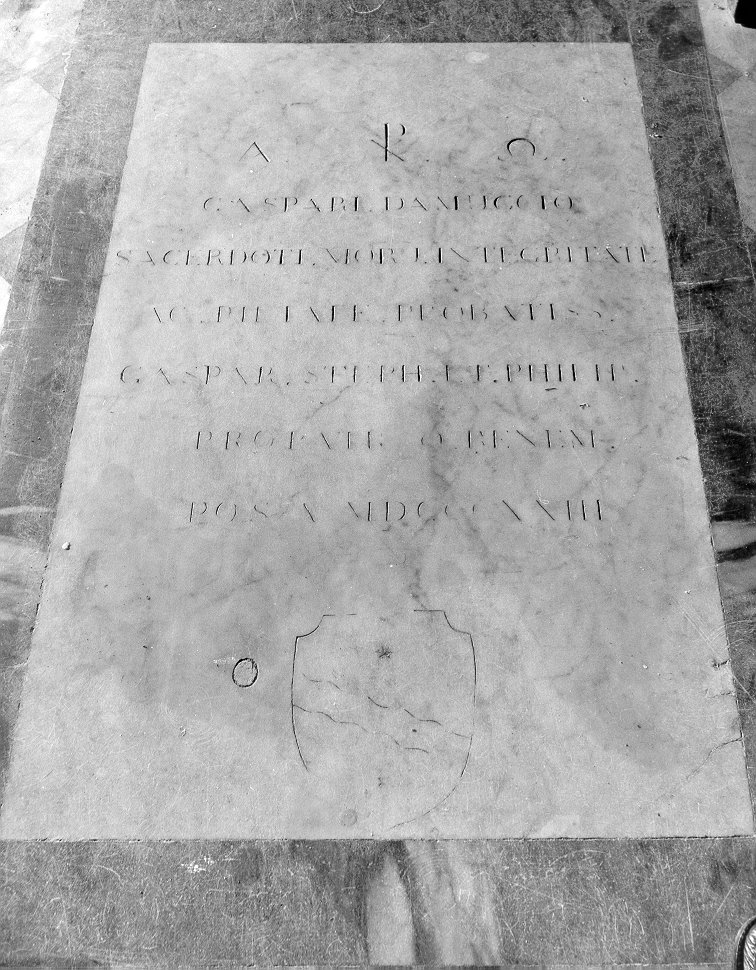 A ☧ Ω
GASPARI DAMUCCIO
SACERDOTI.MOR.INTEGRITATE
AC.PIETATE.PROBATISS.
GASPAR.STEPH.ET.PHILIP.
PROPATR O.BENEM.
POS A MDCCCXXIII